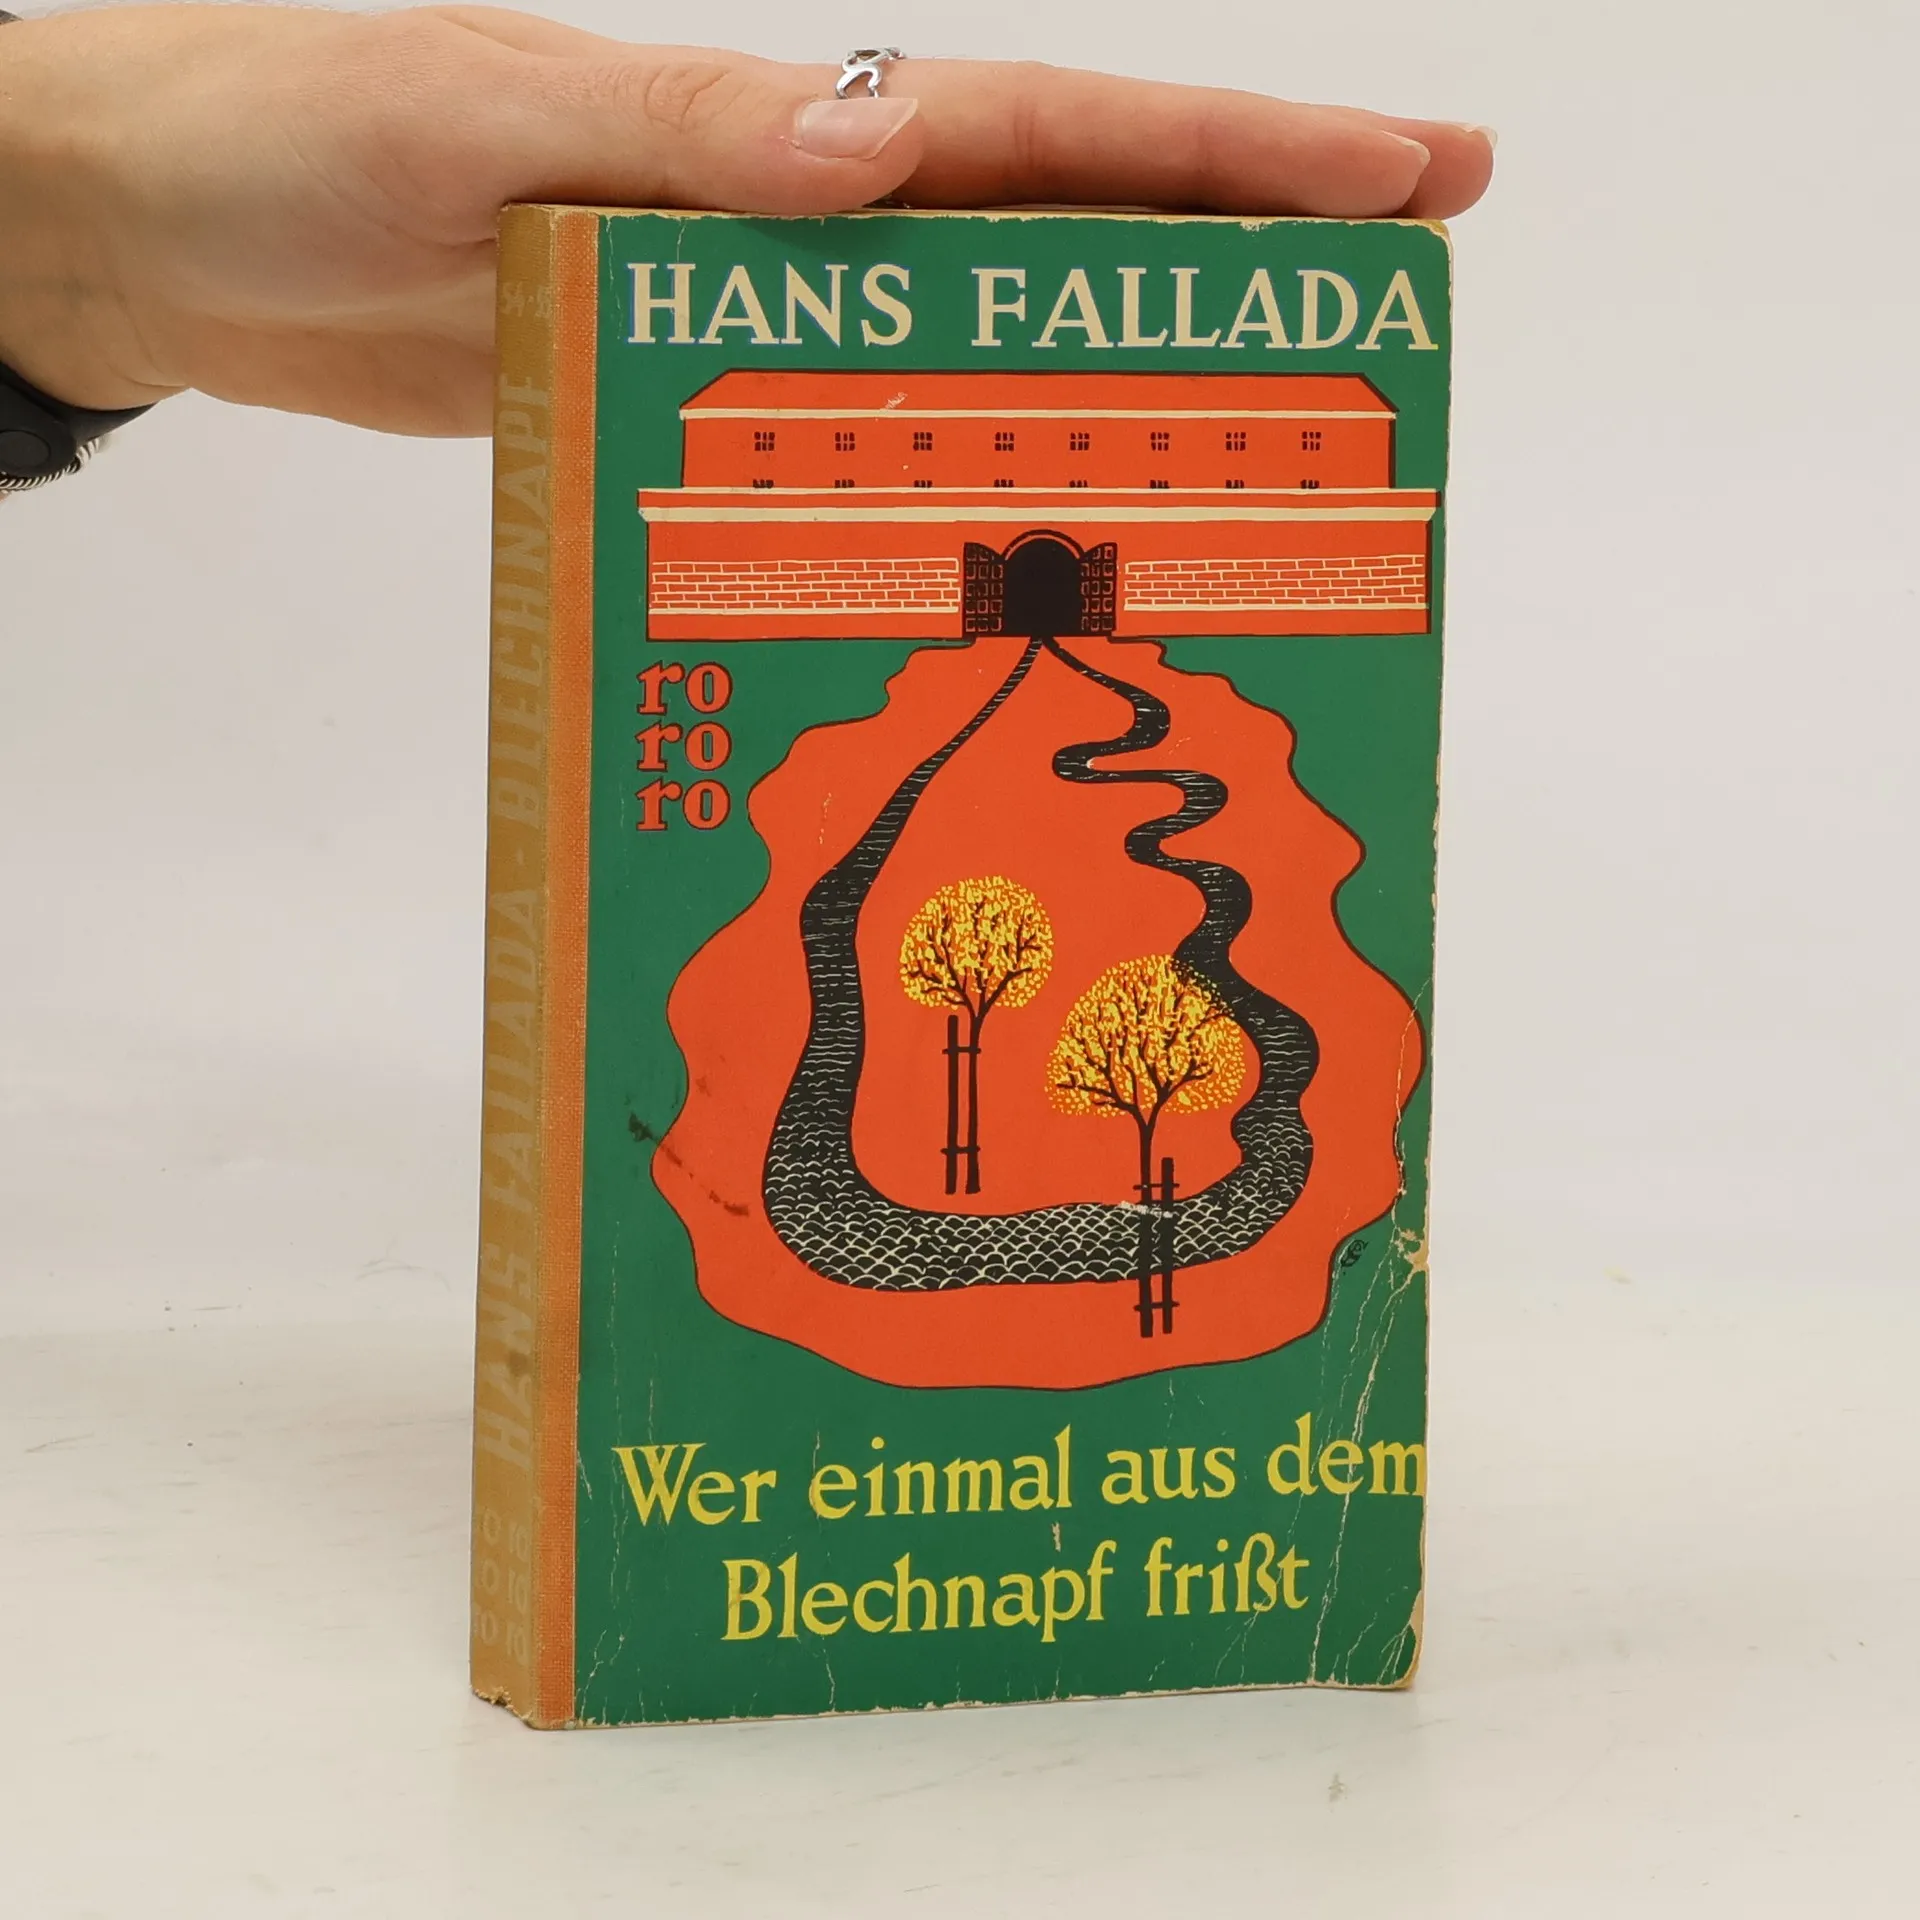 HANS FALLADA
ro
ro
ro
Wer einmal aus dem
Blechnapf frißt
HANS FALLADA · BLECHNAPF